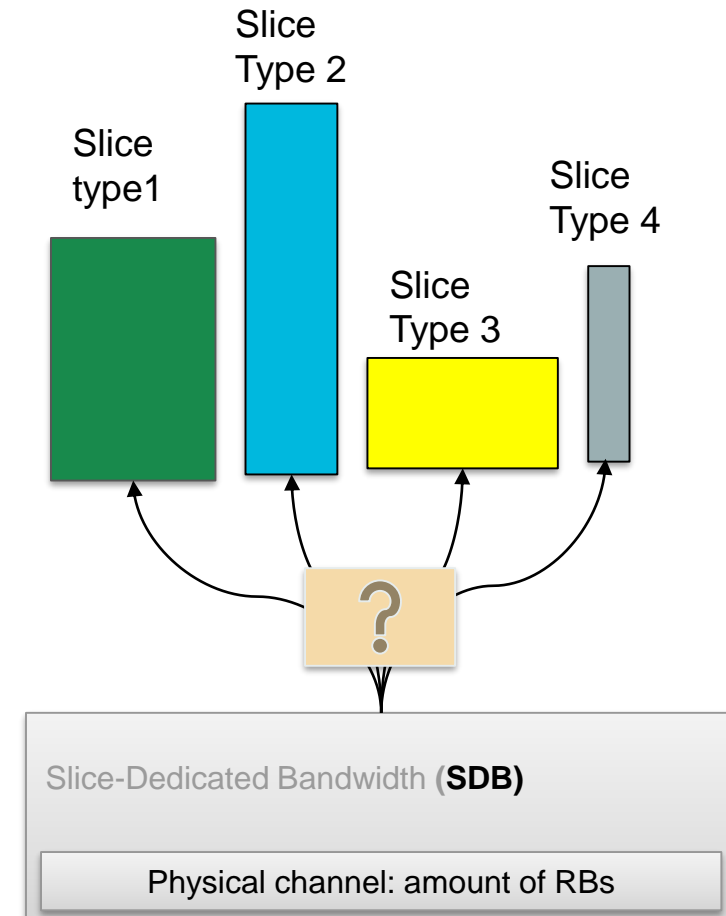 Slice
Type 2
Slice
type1
Slice
Type 4
Slice
Type 3
?
Slice-Dedicated Bandwidth (SDB)
Physical channel: amount of RBs